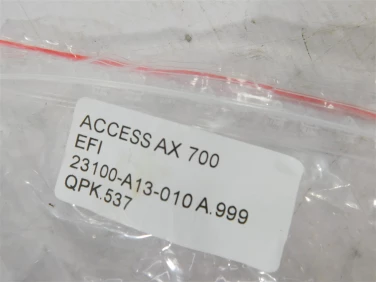 ACCESS AX 700
EFI
23100-A13-010 A.999
QPK.537